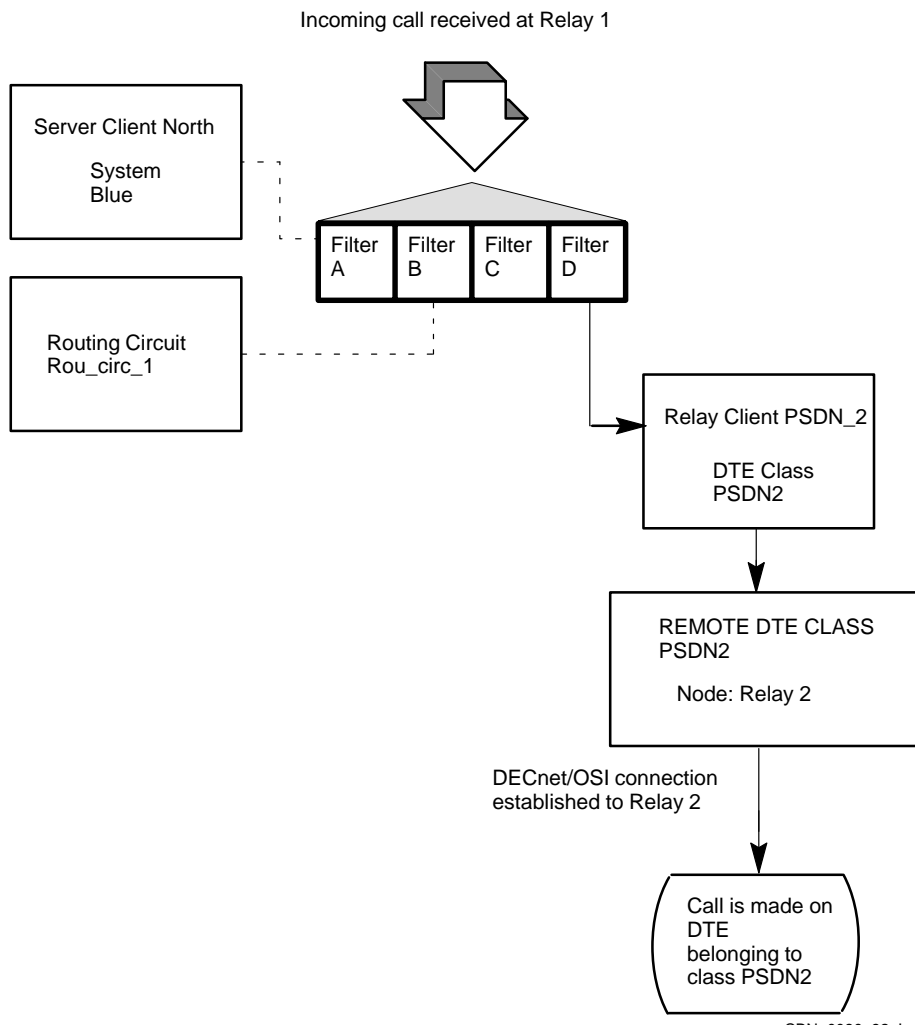 Incoming call received at Relay 1
Server Client North
System
Blue
Filter
A
Filter
B
Filter
C
Filter
D
Routing Circuit
Rou_circ_1
Relay Client PSDN_2
DTE Class
PSDN2
REMOTE DTE CLASS
PSDN2
Node: Relay 2
DECnet/OSI connection
established to Relay 2
Call is made on
DTE
belonging to
class PSDN2